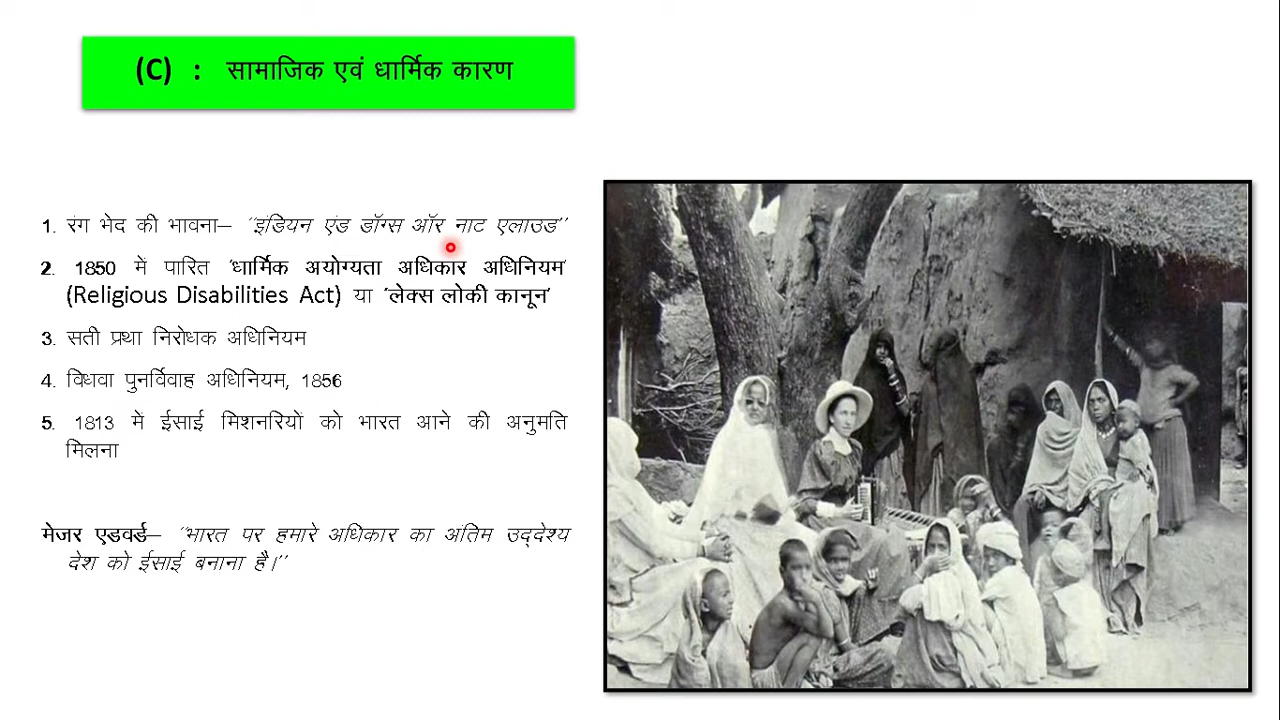 (C) : सामाजिक एवं धार्मिक कारण
1. रंग भेद की भावना– "इंडियन एंड डॉग्स ऑर नाट एलाउड"
2. 1850 में पारित 'धार्मिक अयोग्यता अधिकार अधिनियम'
(Religious Disabilities Act) या 'लेक्स लोकी कानून'
3. सती प्रथा निरोधक अधिनियम
4. विधवा पुनर्विवाह अधिनियम, 1856
5. 1813 में ईसाई मिशनरियों को भारत आने की अनुमति
मिलना
मेजर एडवर्ड– "भारत पर हमारे अधिकार का अंतिम उद्देश्य
देश को ईसाई बनाना है।"